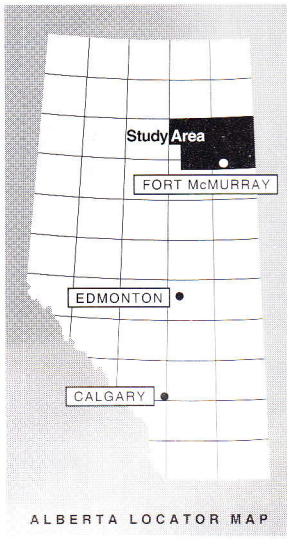 Study Area
FORT McMURRAY
EDMONTON
CALGARY
ALBERTA LOCATOR MAP